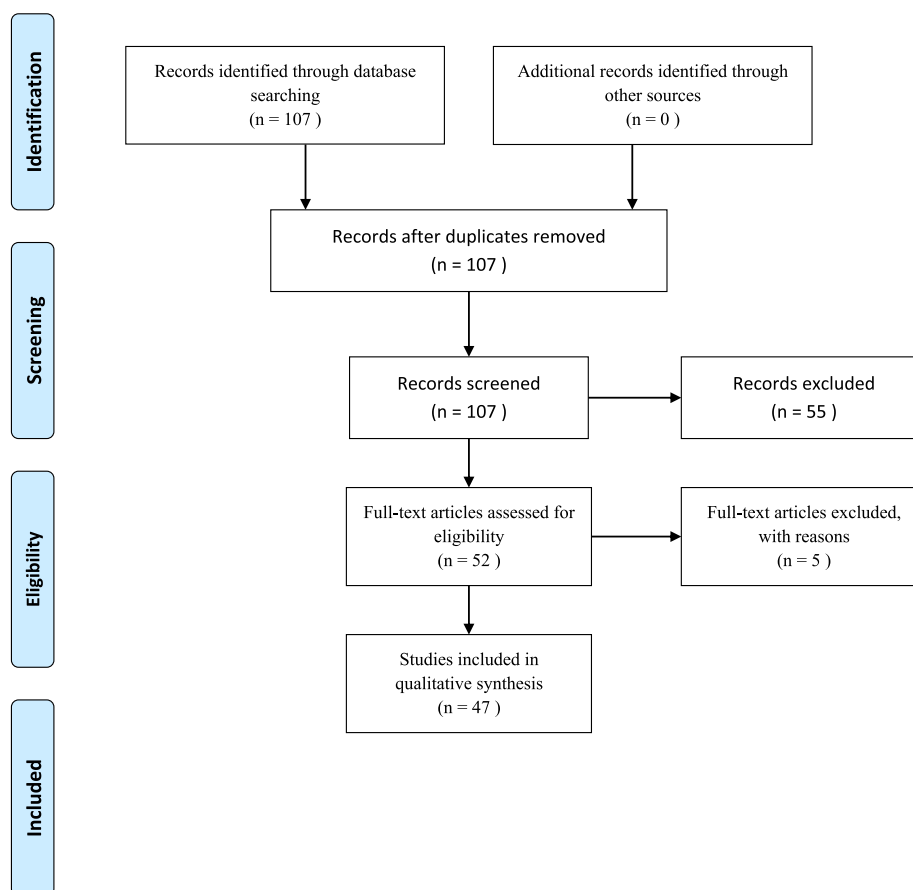 Identification
Records identified through database
searching
(n = 107 )
Additional records identified through
other sources
(n = 0 )
Records after duplicates removed
(n = 107 )
Screening
Records screened
(n = 107 )
Records excluded
(n = 55 )
Eligibility
Full-text articles assessed for
eligibility
(n = 52 )
Full-text articles excluded,
with reasons
(n = 5 )
Studies included in
qualitative synthesis
(n = 47 )
Included